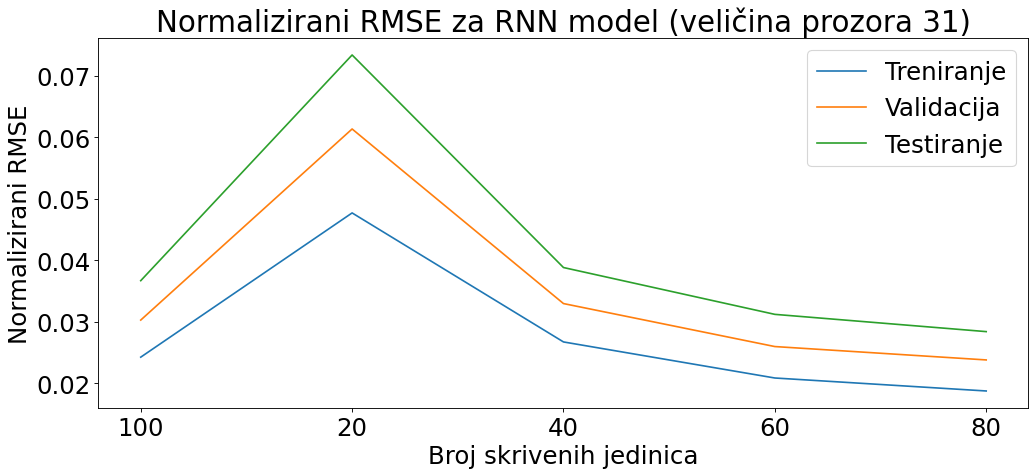 Normalizirani RMSE za RNN model (veličina prozora 31)
Normalizirani RMSE
0.07
0.06
0.05
0.04
0.03
0.02
Treniranje
Validacija
Testiranje
100 20 40 60 80
Broj skrivenih jedinica